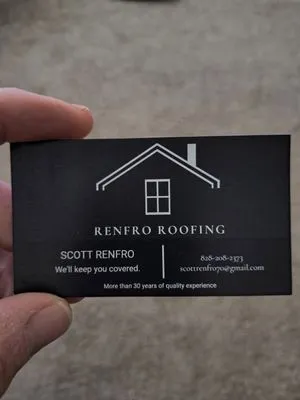 RENFRO ROOFING
SCOTT RENFRO
We'll keep you covered.
828-208-2373
scottrenfro70@gmail.com
More than 30 years of quality experience